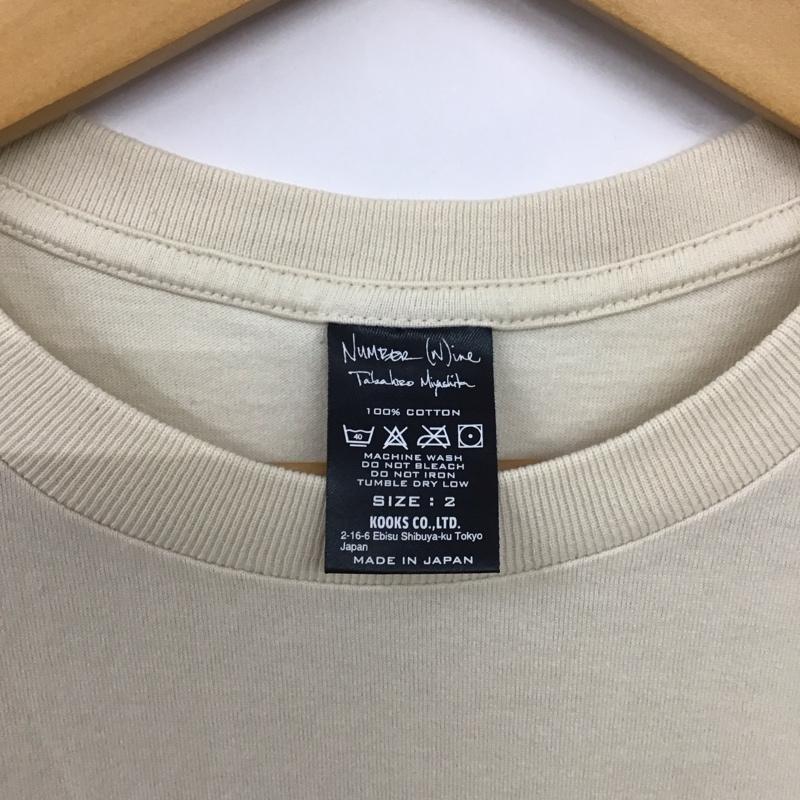 NUMBER (N)ine
Takahiro Miyashita
100% COTTON
40
MACHINE WASH
DO NOT BLEACH
DO NOT IRON
TUMBLE DRY LOW
SIZE : 2
KOOKS CO.,LTD.
2-16-6 Ebisu Shibuya-ku Tokyo
Japan
MADE IN JAPAN